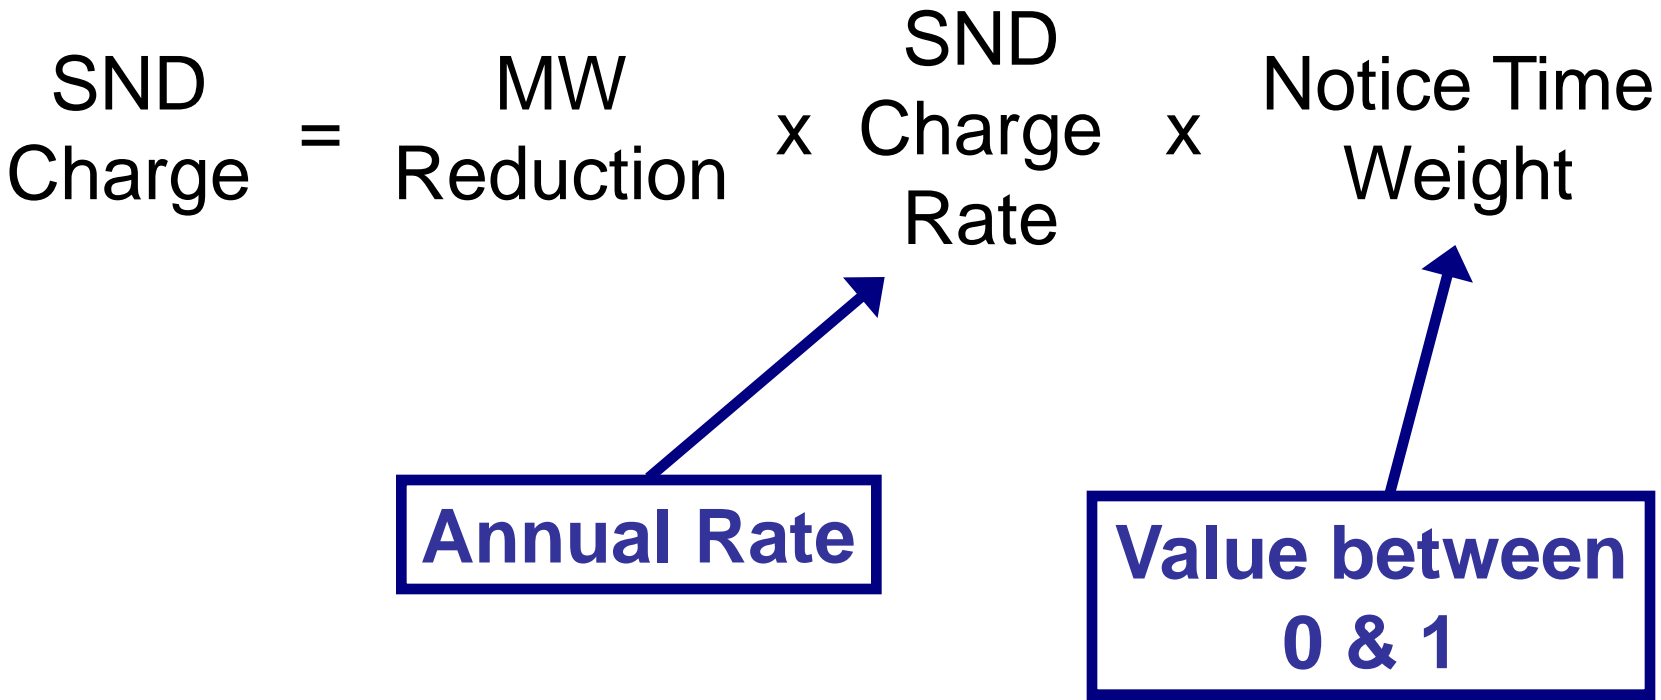 SND
Charge
=
MW
Reduction
x
SND
Charge
Rate
x
Notice Time
Weight
Annual Rate
Value between
0 & 1